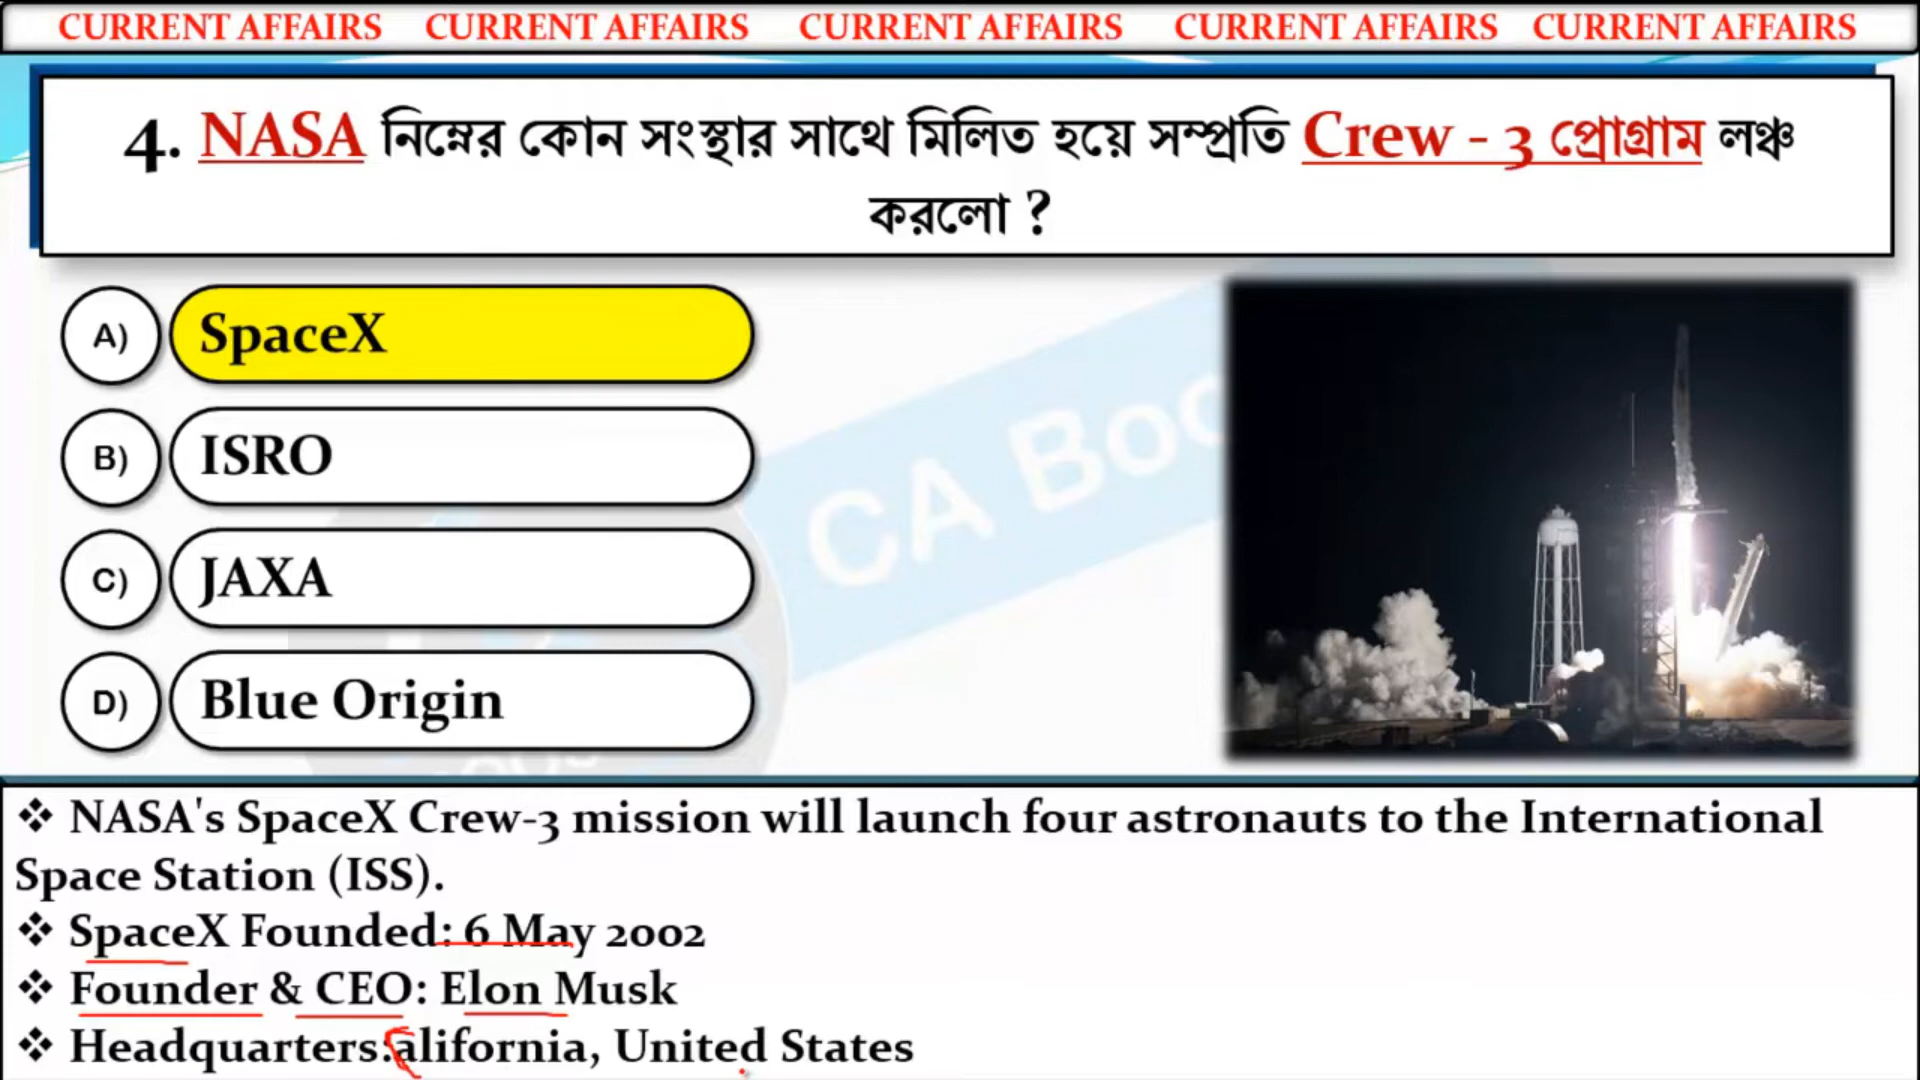 CURRENT AFFAIRS CURRENT AFFAIRS CURRENT AFFAIRS CURRENT AFFAIRS CURRENT AFFAIRS
4. NASA নিম্নের কোন সংস্থার সাথে মিলিত হয়ে সম্প্রতি Crew - 3 প্রোগ্রাম লঞ্চ
করলো ?
A) SpaceX
B) ISRO
C) JAXA
D) Blue Origin
CA
❖ NASA's SpaceX Crew-3 mission will launch four astronauts to the International
Space Station (ISS).
❖ SpaceX Founded: 6 May 2002
❖ Founder & CEO: Elon Musk
❖ Headquarters: California, United States